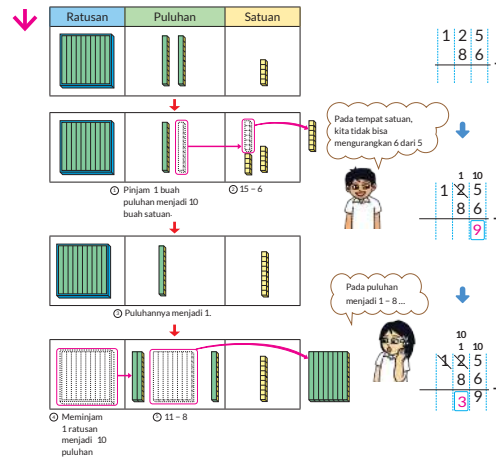 Ratusan Puluhan Satuan
1 2 5
8 6
① Pinjam 1 buah
puluhan menjadi 10
buah satuan.
② 15 – 6
Pada tempat satuan,
kita tidak bisa
mengurangkan 6 dari 5
1 10
1 2 5
8 6
9
③ Puluhannya menjadi 1.
Pada puluhan
menjadi 1 – 8 ...
④ Meminjam
1 ratusan
menjadi 10
puluhan
⑤ 11 – 8
10
1 10
1 2 5
8 6
3 9